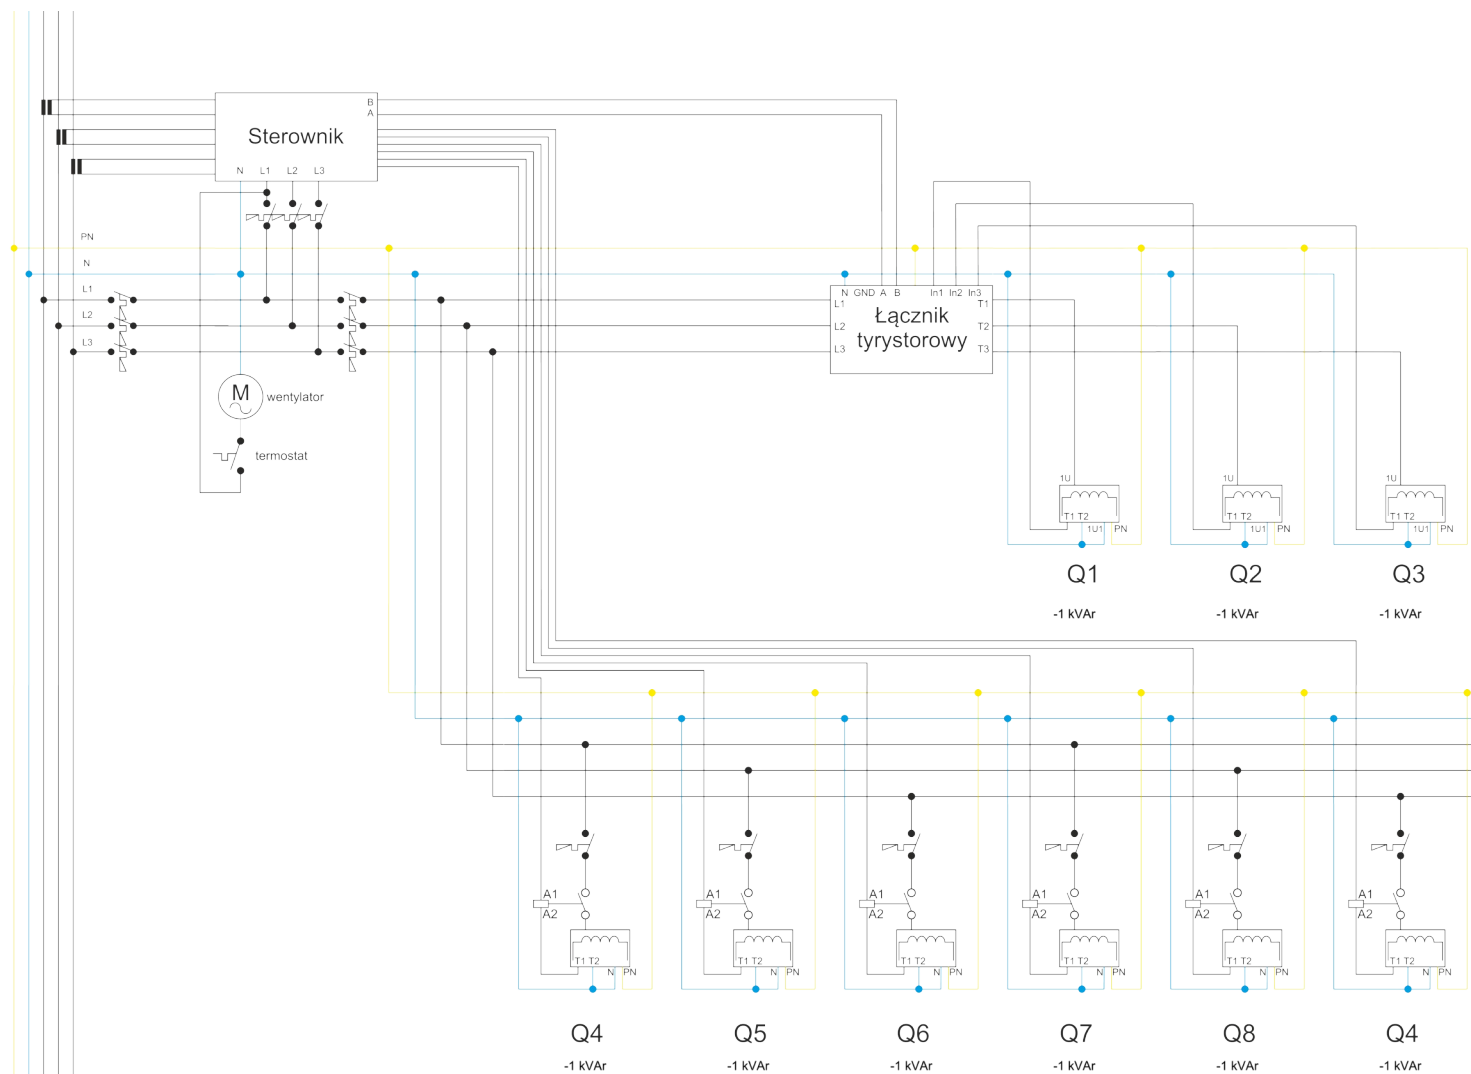 B
A
Sterownik
N L1 L2 L3
PN
N
L1
L2
L3
N GND A B In1 In2 In3
L1 T1
Łącznik
L2 T2
tyrystorowy
L3 T3
M
wentylator
termostat
1U 1U 1U
T1 T2 T1 T2 T1 T2
1U1 PN 1U1 PN 1U1 PN
Q1 Q2 Q3
-1 kVAr -1 kVAr -1 kVAr
A1 A1 A1 A1 A1 A1
A2 A2 A2 A2 A2 A2
T1 T2 T1 T2 T1 T2 T1 T2 T1 T2 T1 T2
N PN N PN N PN N PN N PN N PN
Q4 Q5 Q6 Q7 Q8 Q4
-1 kVAr -1 kVAr -1 kVAr -1 kVAr -1 kVAr -1 kVAr